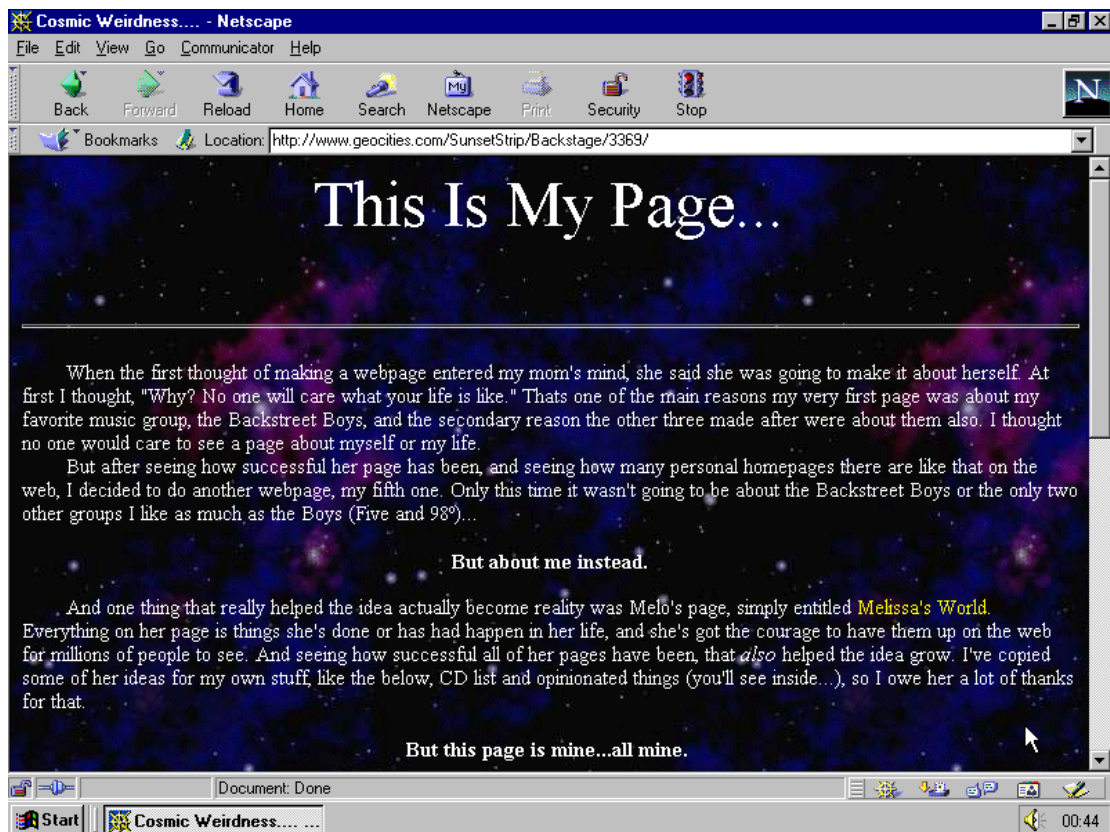 Cosmic Weirdness.... - Netscape
File Edit View Go Communicator Help
My
N
Back Forward Reload Home Search Netscape Print Security Stop
Bookmarks Location: http://www.geocities.com/SunsetStrip/Backstage/3369/
This Is My Page...
When the first thought of making a webpage entered my mom's mind, she said she was going to make it about herself. At
first I thought, "Why? No one will care what your life is like." Thats one of the main reasons my very first page was about my
favorite music group, the Backstreet Boys, and the secondary reason the other three made after were about them also. I thought
no one would care to see a page about myself or my life.
But after seeing how successful her page has been, and seeing how many personal homepages there are like that on the
web, I decided to do another webpage, my fifth one. Only this time it wasn't going to be about the Backstreet Boys or the only two
other groups I like as much as the Boys (Five and 98º)...
But about me instead.
And one thing that really helped the idea actually become reality was Melo's page, simply entitled Melissa's World.
Everything on her page is things she's done or has had happen in her life, and she's got the courage to have them up on the web
for millions of people to see. And seeing how successful all of her pages have been, that also helped the idea grow. I've copied
some of her ideas for my own stuff, like the below, CD list and opinionated things (you'll see inside...), so I owe her a lot of thanks
for that.
But this page is mine...all mine.
Document: Done
Start Cosmic Weirdness.... ... 00:44